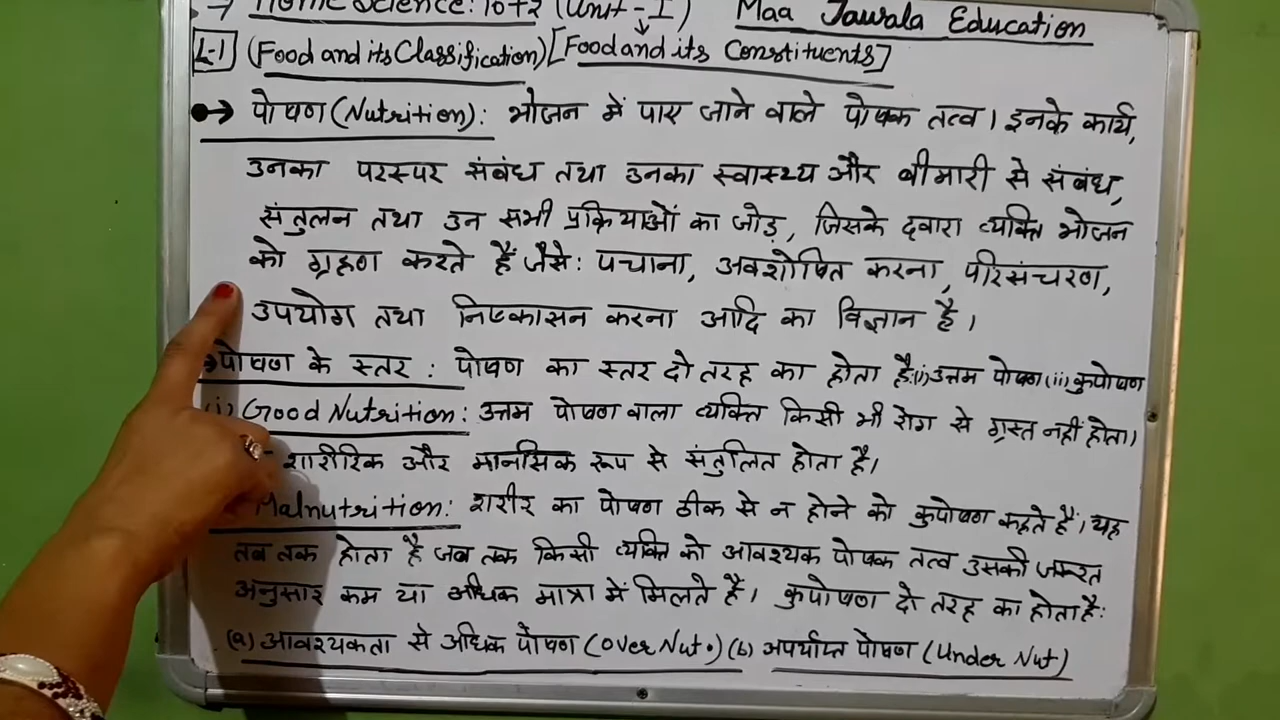 → Home Science: 10+2 (Unit-I) Maa Jawala Education
L-1 (Food and its Classification) [Food and its Constituents]
→ पोषण (Nutrition): भोजन में पाए जाने वाले पोषक तत्व। इनके कार्य,
उनका परस्पर संबंध तथा उनका स्वास्थ्य और बीमारी से संबंध,
संतुलन तथा उन सभी प्रक्रियाओं का जोड़, जिसके दवारा व्यक्ति भोजन
को ग्रहण करते हैं जैसे: पचाना, अवशोषित करना, परिसंचरण,
उपयोग तथा निष्कासन करना आदि का विज्ञान है।
→ पोषण के स्तर: पोषण का स्तर दो तरह का होता है:(i) उत्तम पोषण (ii) कुपोषण
(i) Good Nutrition: उत्तम पोषण वाला व्यक्ति किसी भी रोग से ग्रस्त नहीं होता।
शारीरिक और मानसिक रूप से संतुलित होता है।
Malnutrition: शरीर का पोषण ठीक से न होने को कुपोषण कहते हैं। यह
तब तक होता है जब तक किसी व्यक्ति को आवश्यक पोषक तत्व उसकी जरूरत
अनुसार कम या अधिक मात्रा में मिलते है। कुपोषण दो तरह का होता है:
(a) आवश्यकता से अधिक पोषण (Over Nut.) (b) अपर्याप्त पोषण (Under Nut)